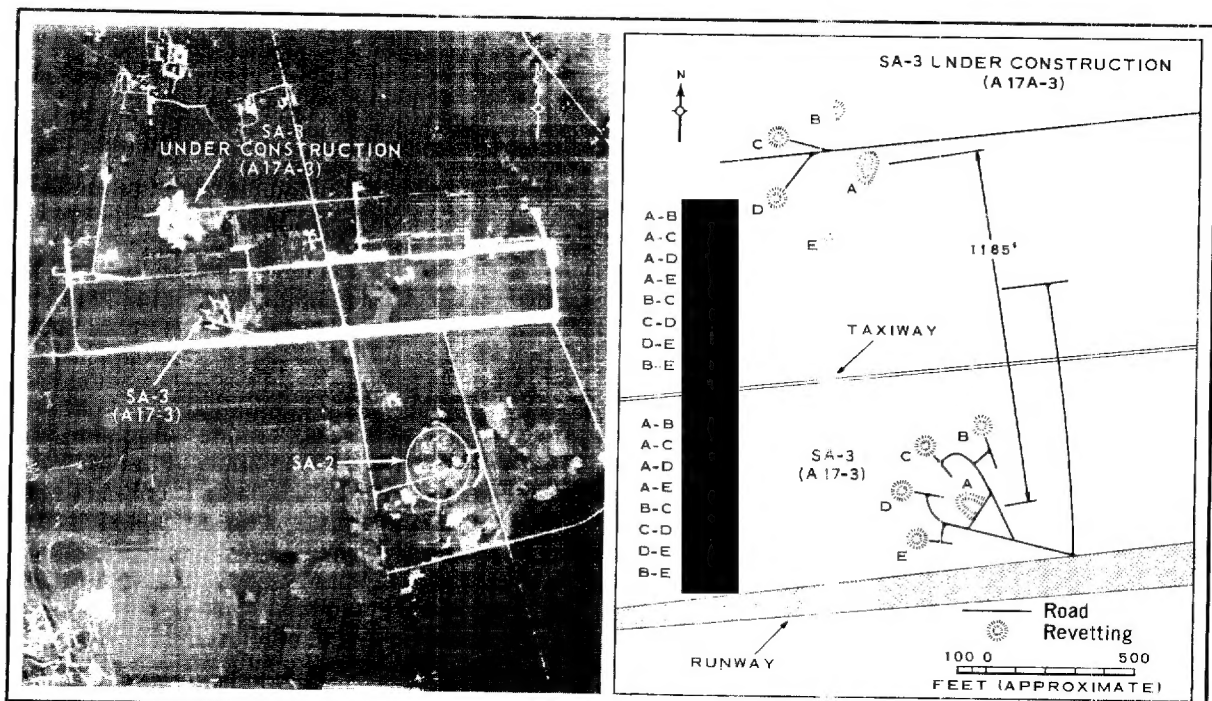 SA-3
UNDER CONSTRUCTION
(A17A-3)
SA-3
(A17-3)
SA-2
SA-3 UNDER CONSTRUCTION
(A17A-3)
N
B
C
A
D
E
A-B
A-C
A-D
A-E
B-C
C-D
D-E
B-E
1185'
TAXIWAY
A-B
A-C
A-D
A-E
B-C
C-D
D-E
B-E
SA-3
(A17-3)
B
C
A
D
E
RUNWAY
Road
Revetting
100 0 500
FEET (APPROXIMATE)